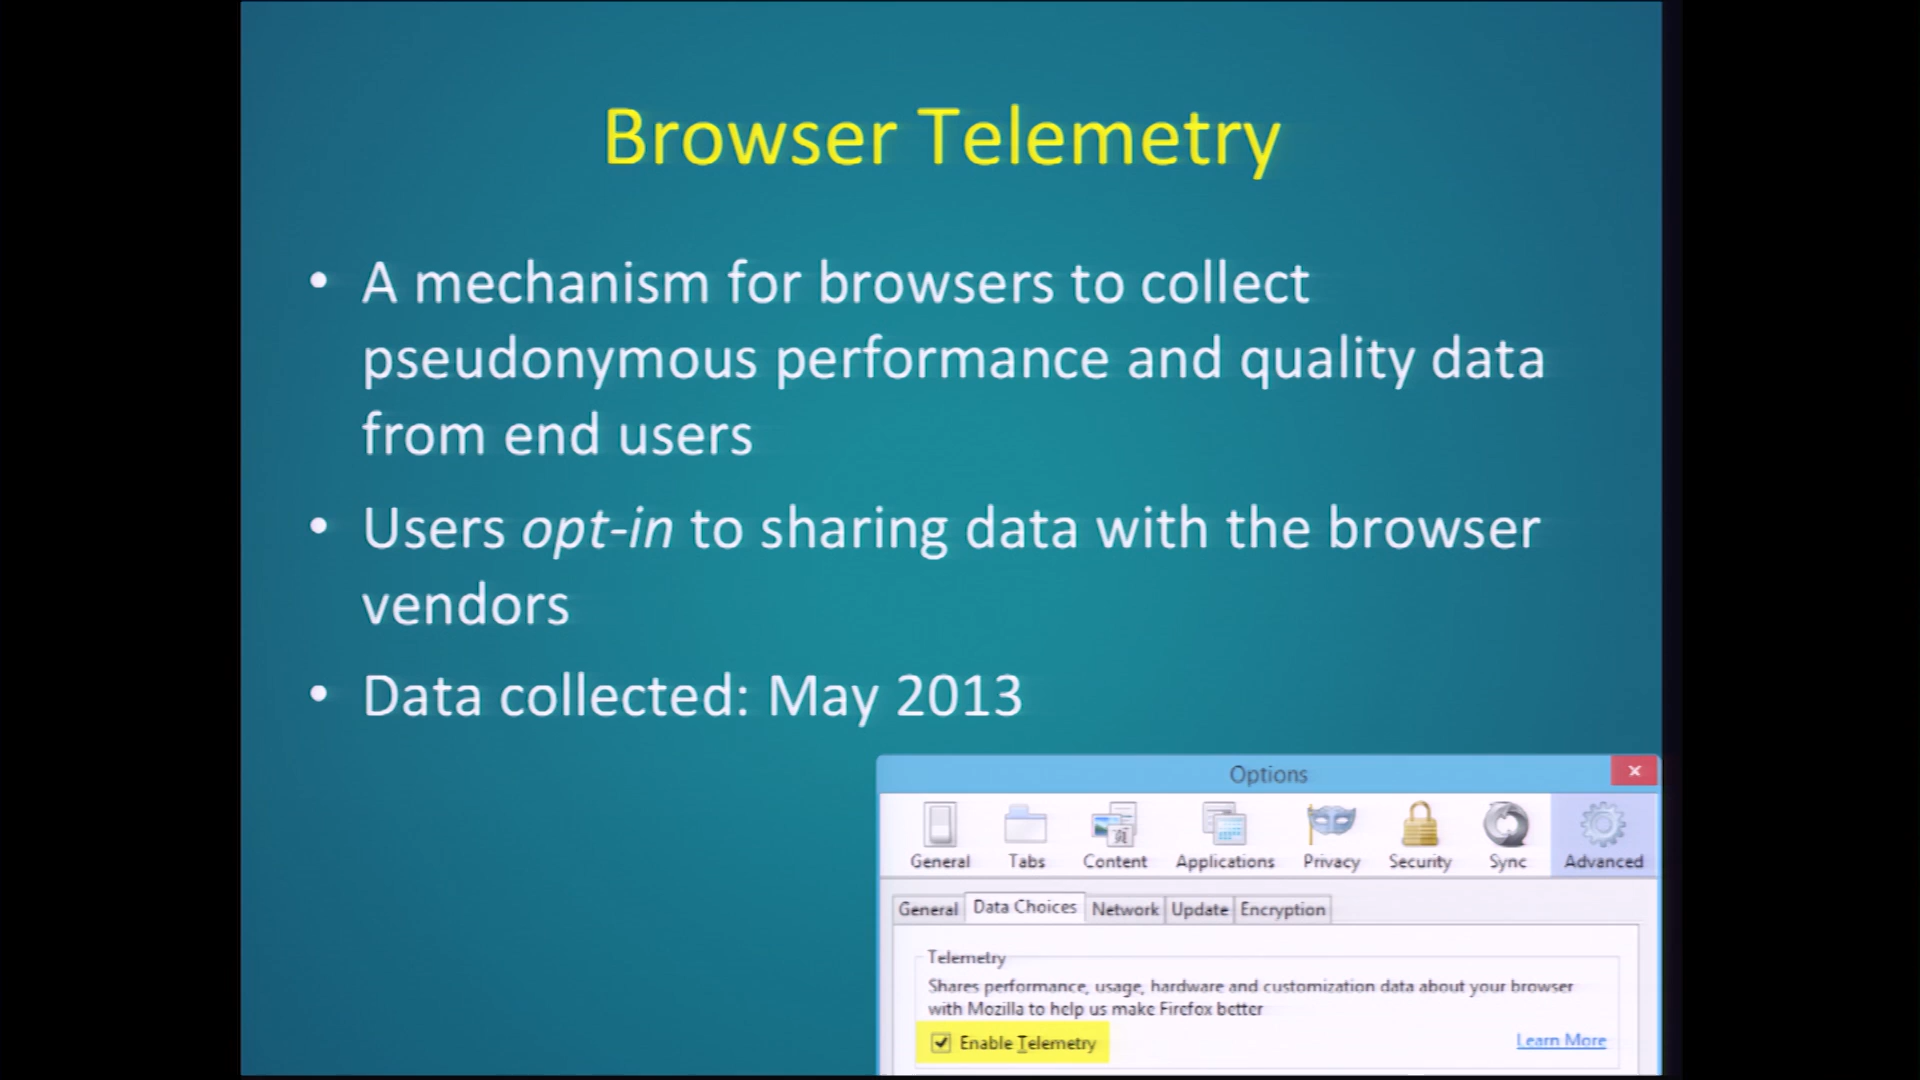 Browser Telemetry
• A mechanism for browsers to collect
pseudonymous performance and quality data
from end users
• Users opt-in to sharing data with the browser
vendors
• Data collected: May 2013
Options
General Tabs Content Applications Privacy Security Sync Advanced
General Data Choices Network Update Encryption
Telemetry
Shares performance, usage, hardware and customization data about your browser
with Mozilla to help us make Firefox better
Enable Telemetry Learn More